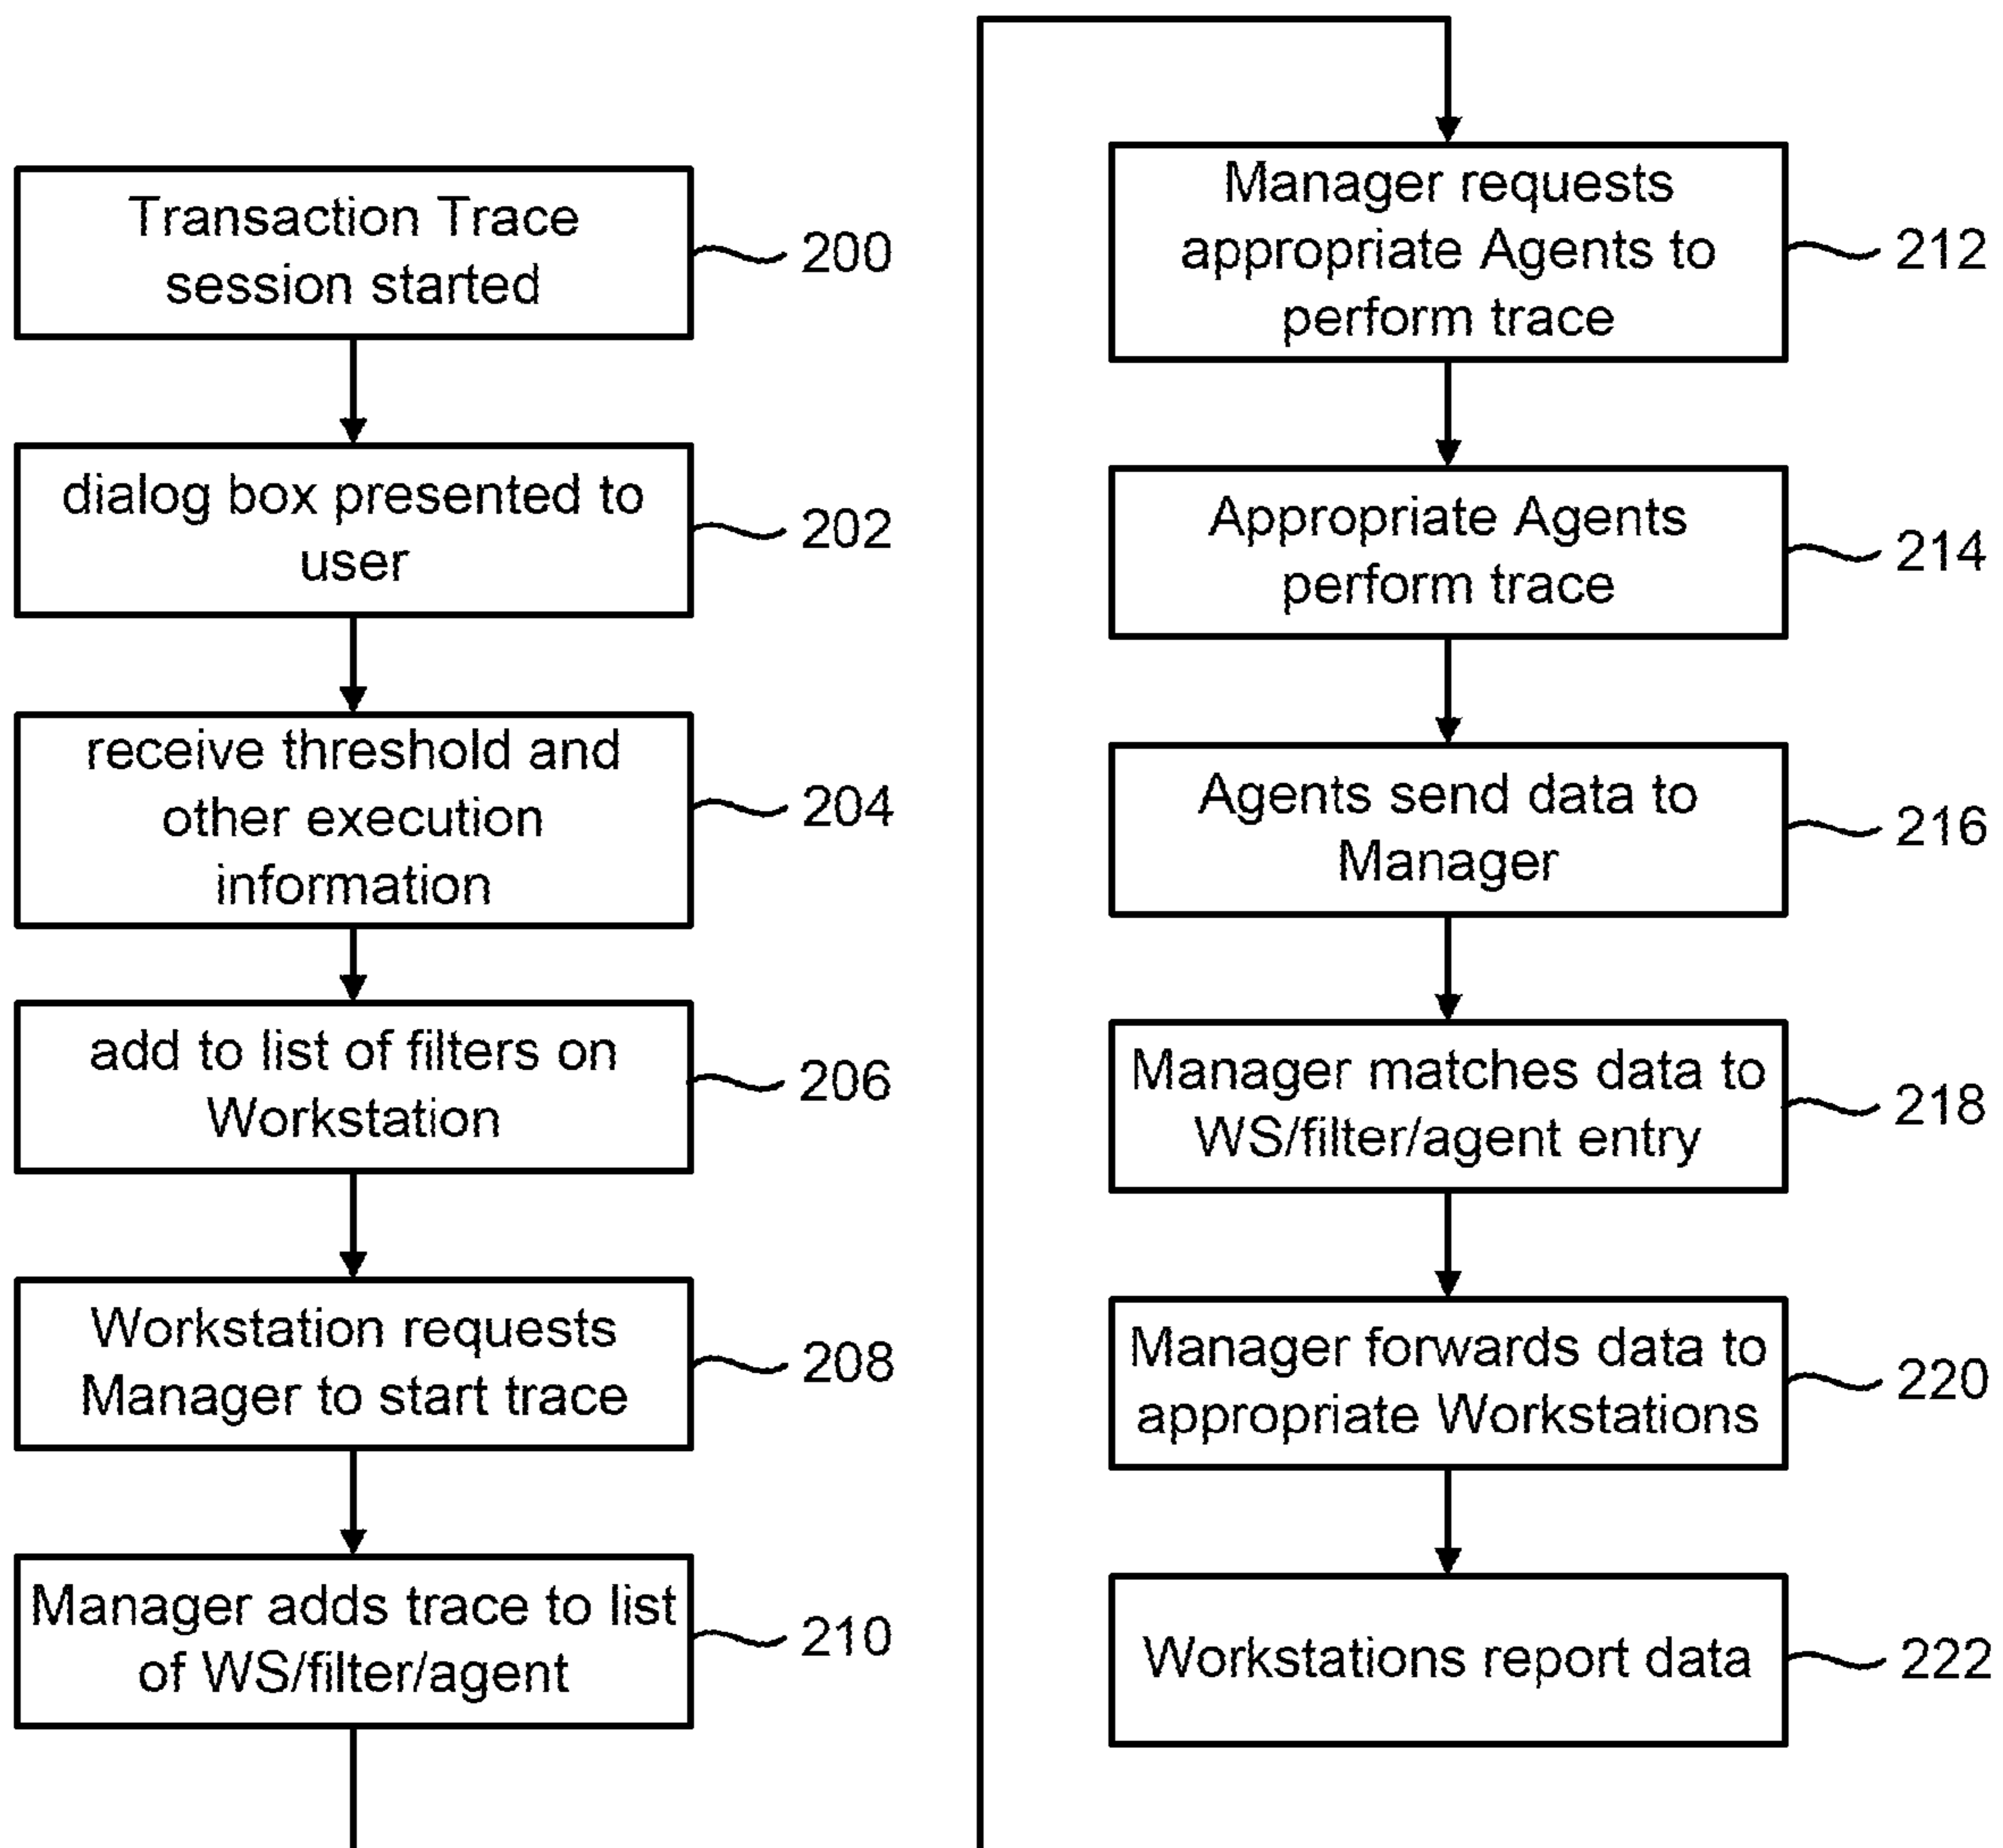 Transaction Trace
session started
200
dialog box presented to
user
202
receive threshold and
other execution
information
204
add to list of filters on
Workstation
206
Workstation requests
Manager to start trace
208
Manager adds trace to list
of WS/filter/agent
210
Manager requests
appropriate Agents to
perform trace
212
Appropriate Agents
perform trace
214
Agents send data to
Manager
216
Manager matches data to
WS/filter/agent entry
218
Manager forwards data to
appropriate Workstations
220
Workstations report data
222